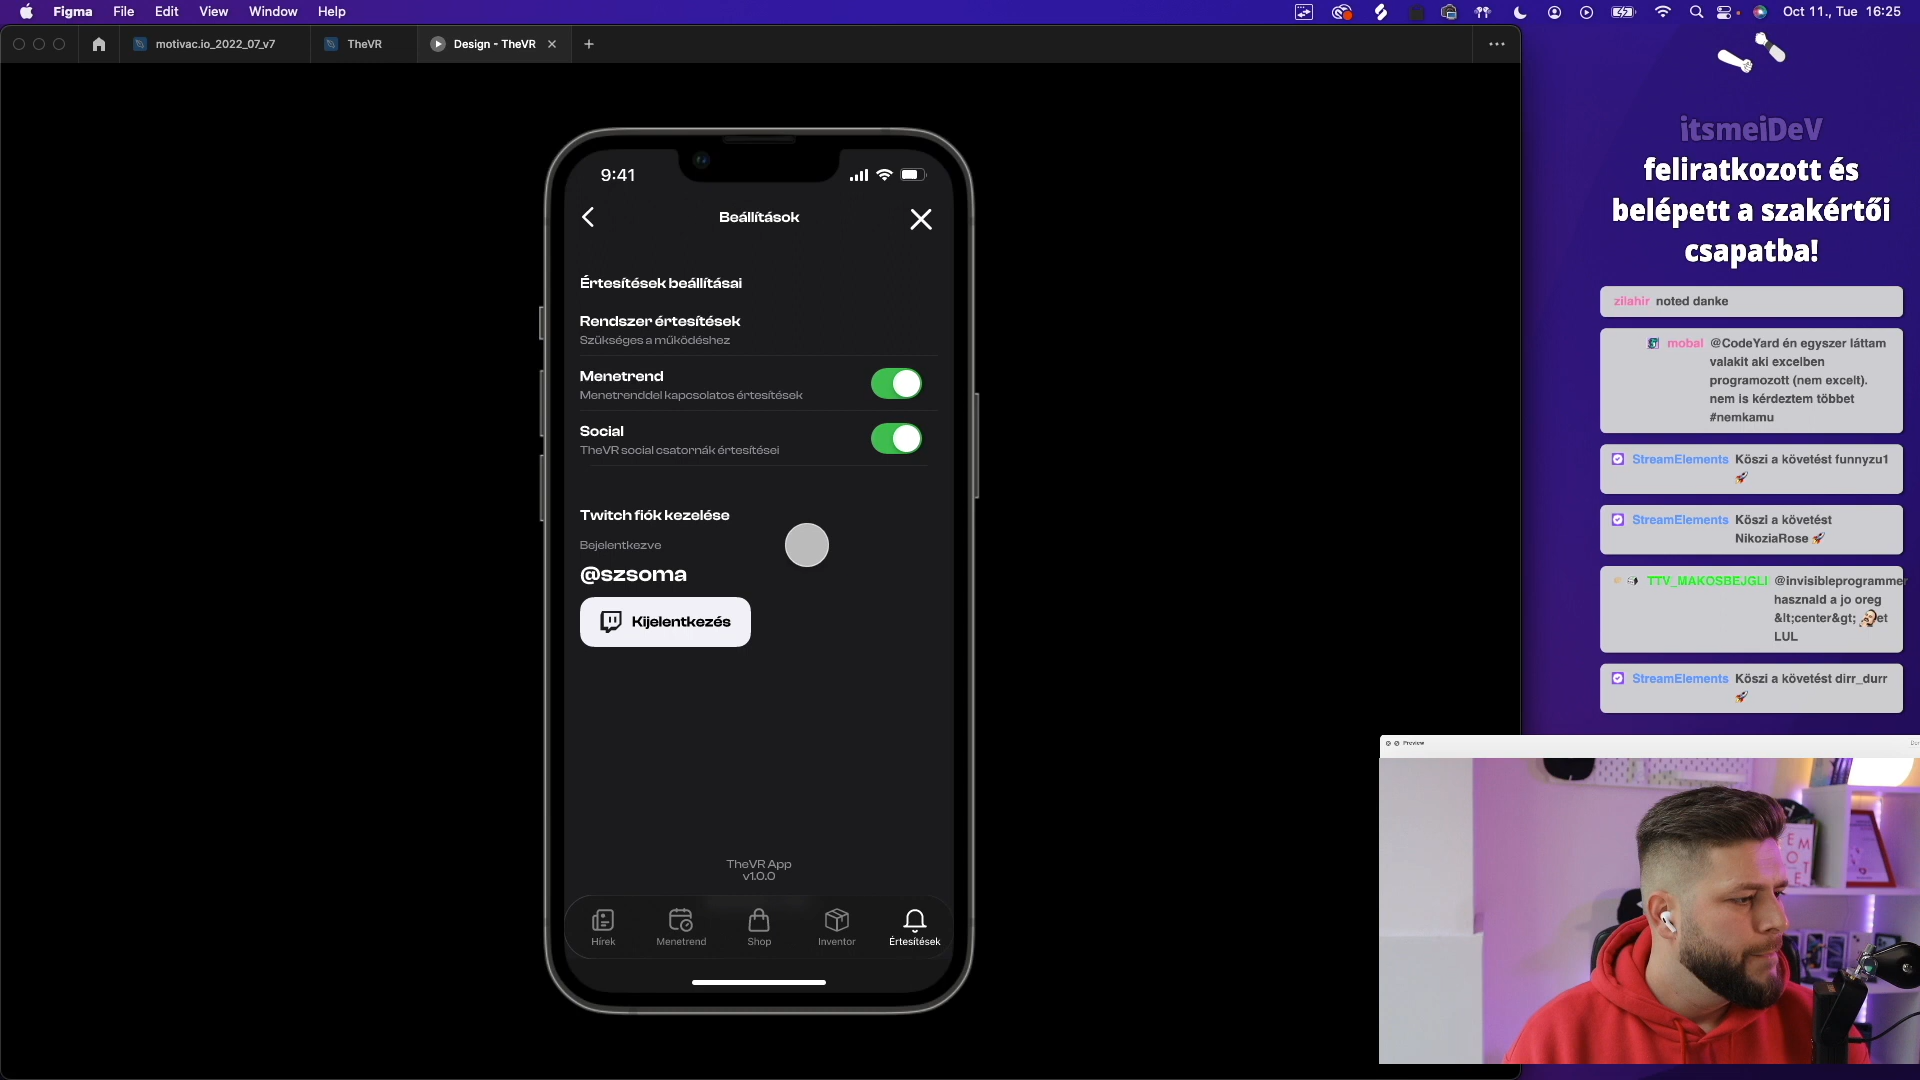 Figma File Edit View Window Help
Oct 11., Tue 16:25
motivac.io_2022_07_v7
TheVR
Design - TheVR
9:41
Beállítások
Értesítések beállításai
Rendszer értesítések
Szükséges a működéshez
Menetrend
Menetrenddel kapcsolatos értesítések
Social
TheVR social csatornák értesítései
Twitch fiók kezelése
Bejelentkezve
@szsoma
Kijelentkezés
TheVR App
v1.0.0
Hírek Menetrend Shop Inventor Értesítések
itsmeiDeV
feliratkozott és
belépett a szakértői
csapatba!
zilahir noted danke
mobal @CodeYard én egyszer láttam
valakit aki excelben
programozott (nem excelt).
nem is kérdeztem többet
#nemkamu
StreamElements Köszi a követést funnyzu1
StreamElements Köszi a követést
NikoziaRose
TTV_MAKOSBEJGLI @invisibleprogrammer
hasznald a jo oreg
&lt;center&gt; et
LUL
StreamElements Köszi a követést dirr_durr
Preview